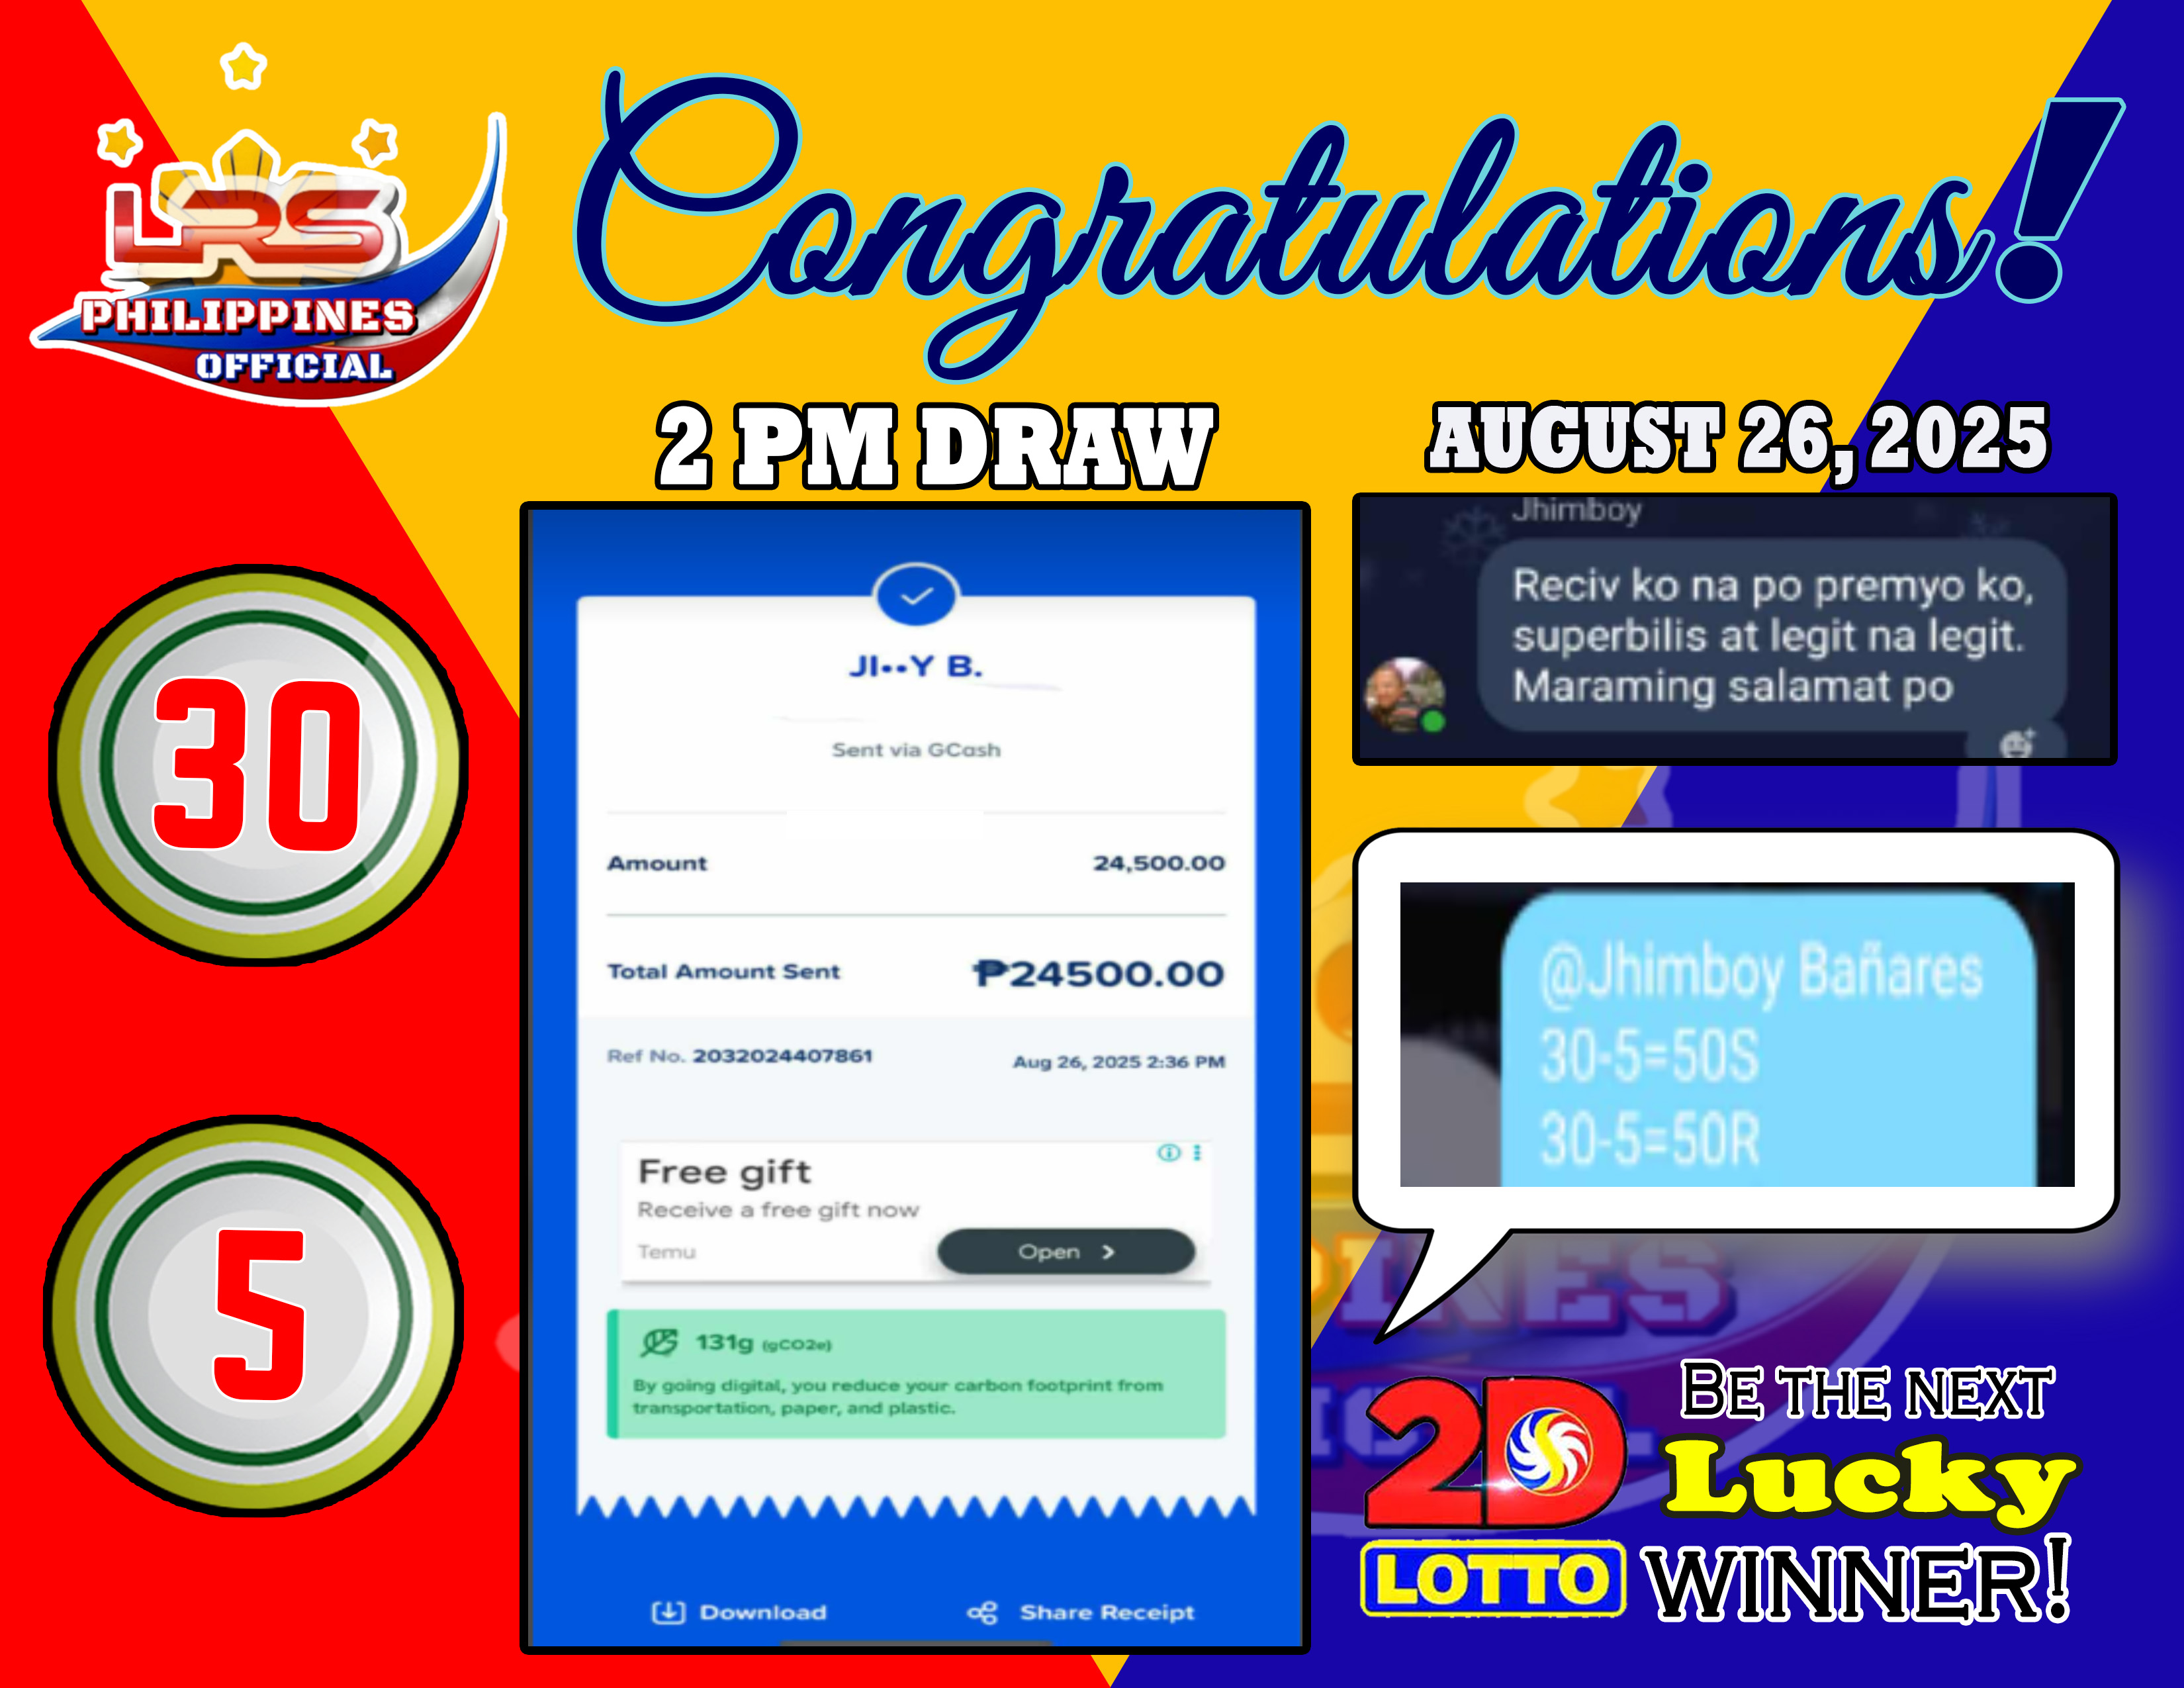 LRS
PHILIPPINES
OFFICIAL
Congratulations!
2 PM DRAW
AUGUST 26, 2025
30
5
JI••Y B.
Sent via GCash
Amount 24,500.00
Total Amount Sent ₱24500.00
Ref No. 2032024407861 Aug 26, 2025 2:36 PM
Free gift
Receive a free gift now
Temu Open >
131g (gCO2e)
By going digital, you reduce your carbon footprint from
transportation, paper, and plastic.
Download Share Receipt
Jhimboy
Reciv ko na po premyo ko,
superbilis at legit na legit.
Maraming salamat po
@Jhimboy Bañares
30-5=50S
30-5=50R
2D
LOTTO
BE THE NEXT
Lucky
WINNER!